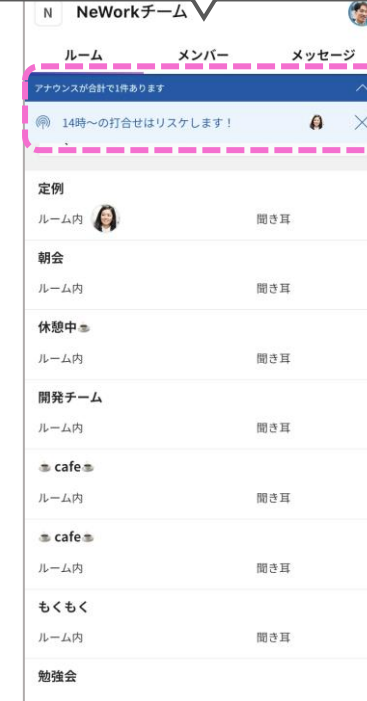 N NeWorkチーム
ルーム メンバー メッセージ
アナウンスが合計で1件あります
14時〜の打合せはリスケします！
定例
ルーム内 聞き耳
朝会
ルーム内 聞き耳
休憩中☕
ルーム内 聞き耳
開発チーム
ルーム内 聞き耳
☕ cafe☕
ルーム内 聞き耳
☕ cafe☕
ルーム内 聞き耳
もくもく
ルーム内 聞き耳
勉強会